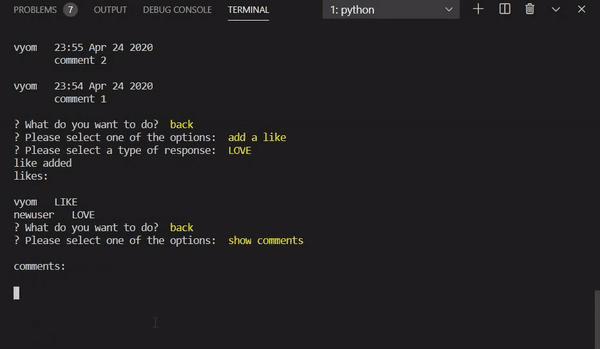 PROBLEMS 7 OUTPUT DEBUG CONSOLE TERMINAL 1: python
vyom 23:55 Apr 24 2020
comment 2
vyom 23:54 Apr 24 2020
comment 1
? What do you want to do? back
? Please select one of the options: add a like
? Please select a type of response: LOVE
like added
likes:
vyom LIKE
newuser LOVE
? What do you want to do? back
? Please select one of the options: show comments
comments: